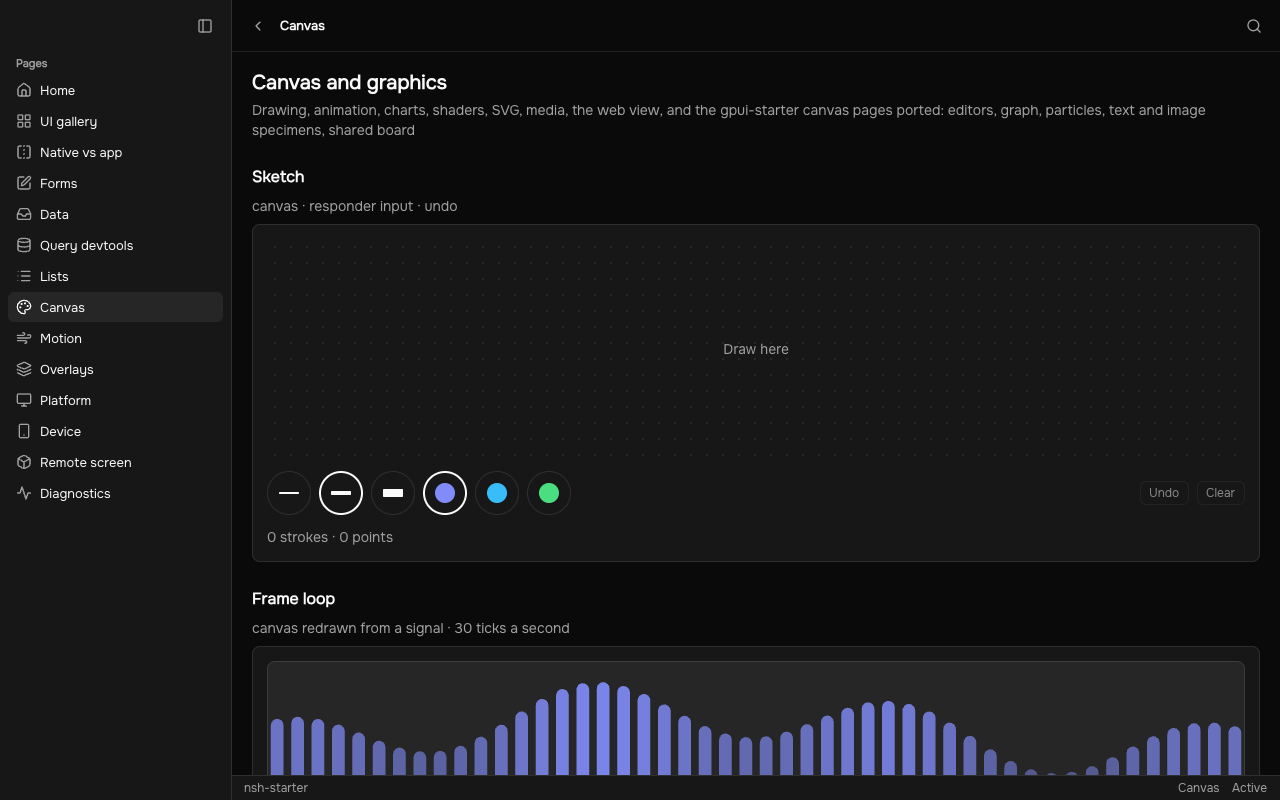 Canvas
Pages
Home
UI gallery
Native vs app
Forms
Data
Query devtools
Lists
Canvas
Motion
Overlays
Platform
Device
Remote screen
Diagnostics
Canvas and graphics
Drawing, animation, charts, shaders, SVG, media, the web view, and the gpui-starter canvas pages ported: editors, graph, particles, text and image
specimens, shared board
Sketch
canvas · responder input · undo
Draw here
Undo Clear
0 strokes · 0 points
Frame loop
canvas redrawn from a signal · 30 ticks a second
nsh-starter
Canvas Active